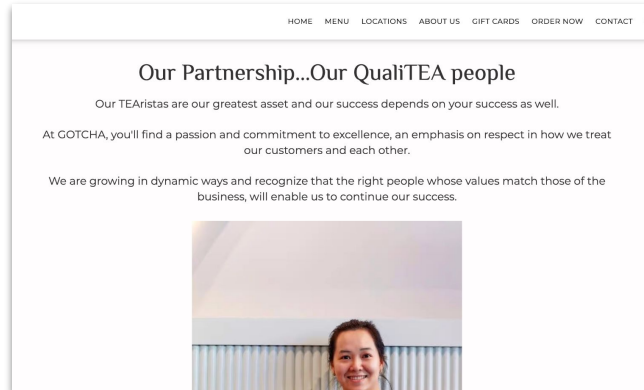 HOME MENU LOCATIONS ABOUT US GIFT CARDS ORDER NOW CONTACT
Our Partnership...Our QualiTEA people
Our TEAristas are our greatest asset and our success depends on your success as well.
At GOTCHA, you'll find a passion and commitment to excellence, an emphasis on respect in how we treat
our customers and each other.
We are growing in dynamic ways and recognize that the right people whose values match those of the
business, will enable us to continue our success.